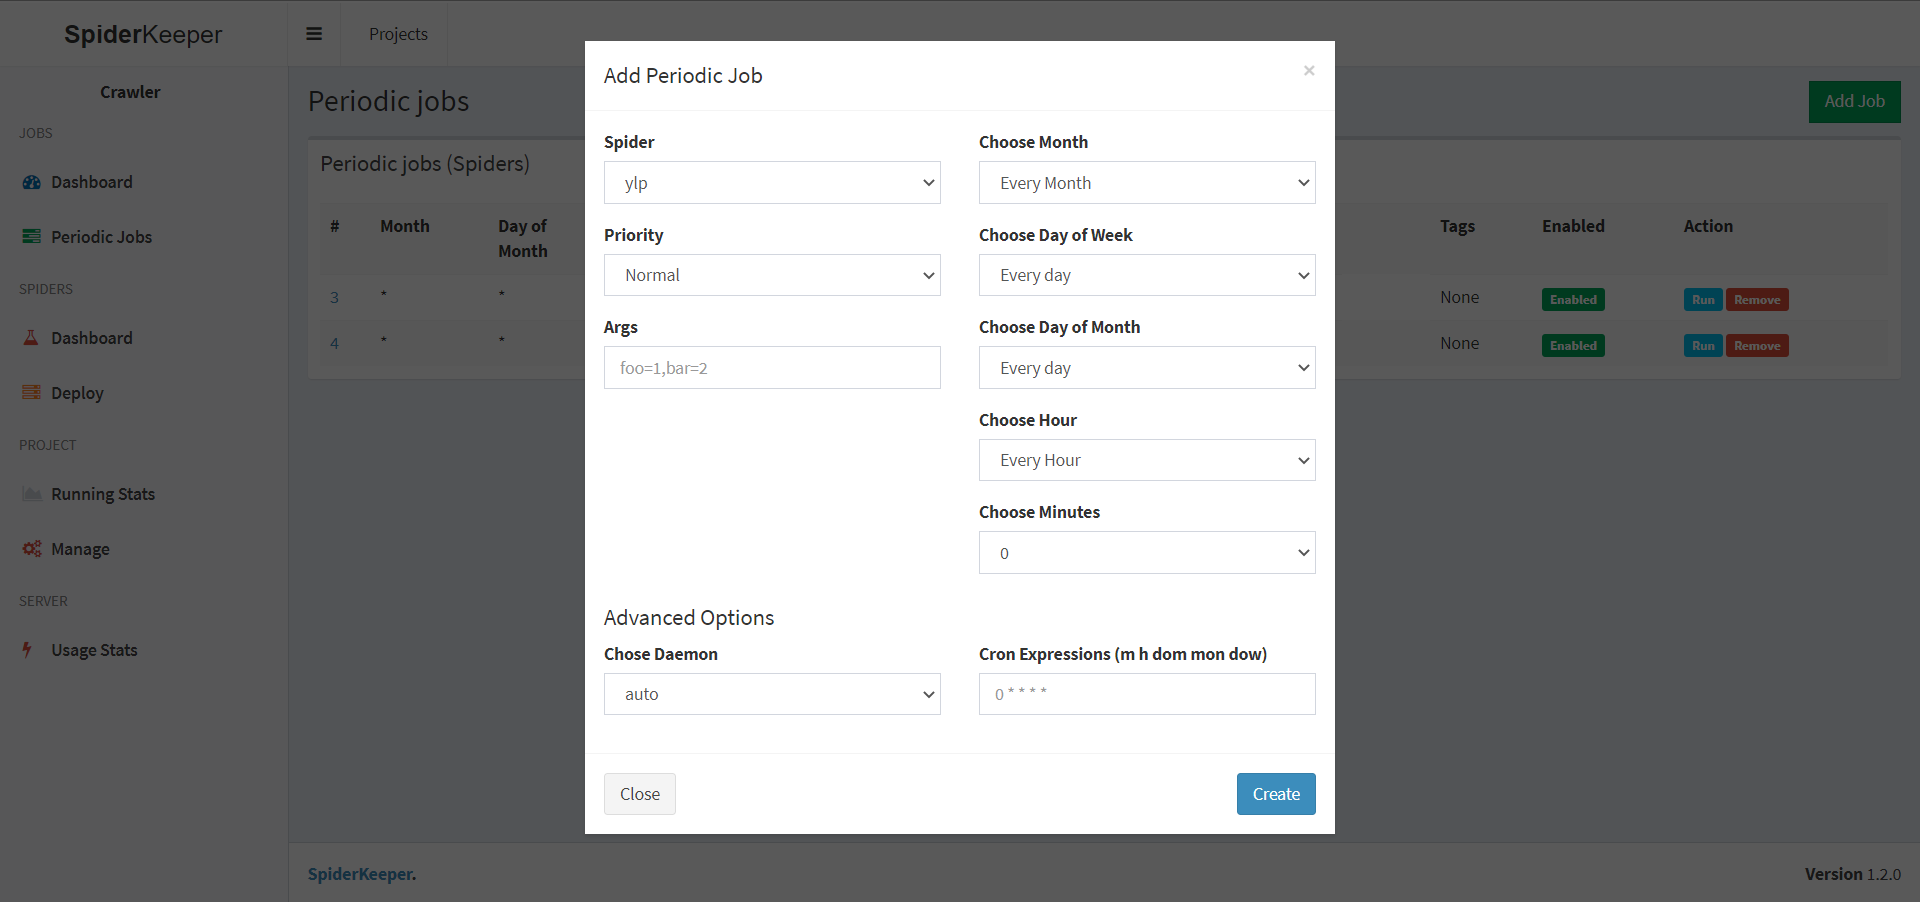 SpiderKeeper
Projects
Crawler
JOBS
Dashboard
Periodic Jobs
SPIDERS
Dashboard
Deploy
PROJECT
Running Stats
Manage
SERVER
Usage Stats
Periodic jobs
Add Job
Periodic jobs (Spiders)
# Month Day of Month Tags Enabled Action
3 * * None Enabled Run Remove
4 * * None Enabled Run Remove
Add Periodic Job
×
Spider
ylp
Priority
Normal
Args
foo=1,bar=2
Choose Month
Every Month
Choose Day of Week
Every day
Choose Day of Month
Every day
Choose Hour
Every Hour
Choose Minutes
0
Advanced Options
Chose Daemon
auto
Cron Expressions (m h dom mon dow)
0 * * * *
Close
Create
SpiderKeeper.
Version 1.2.0